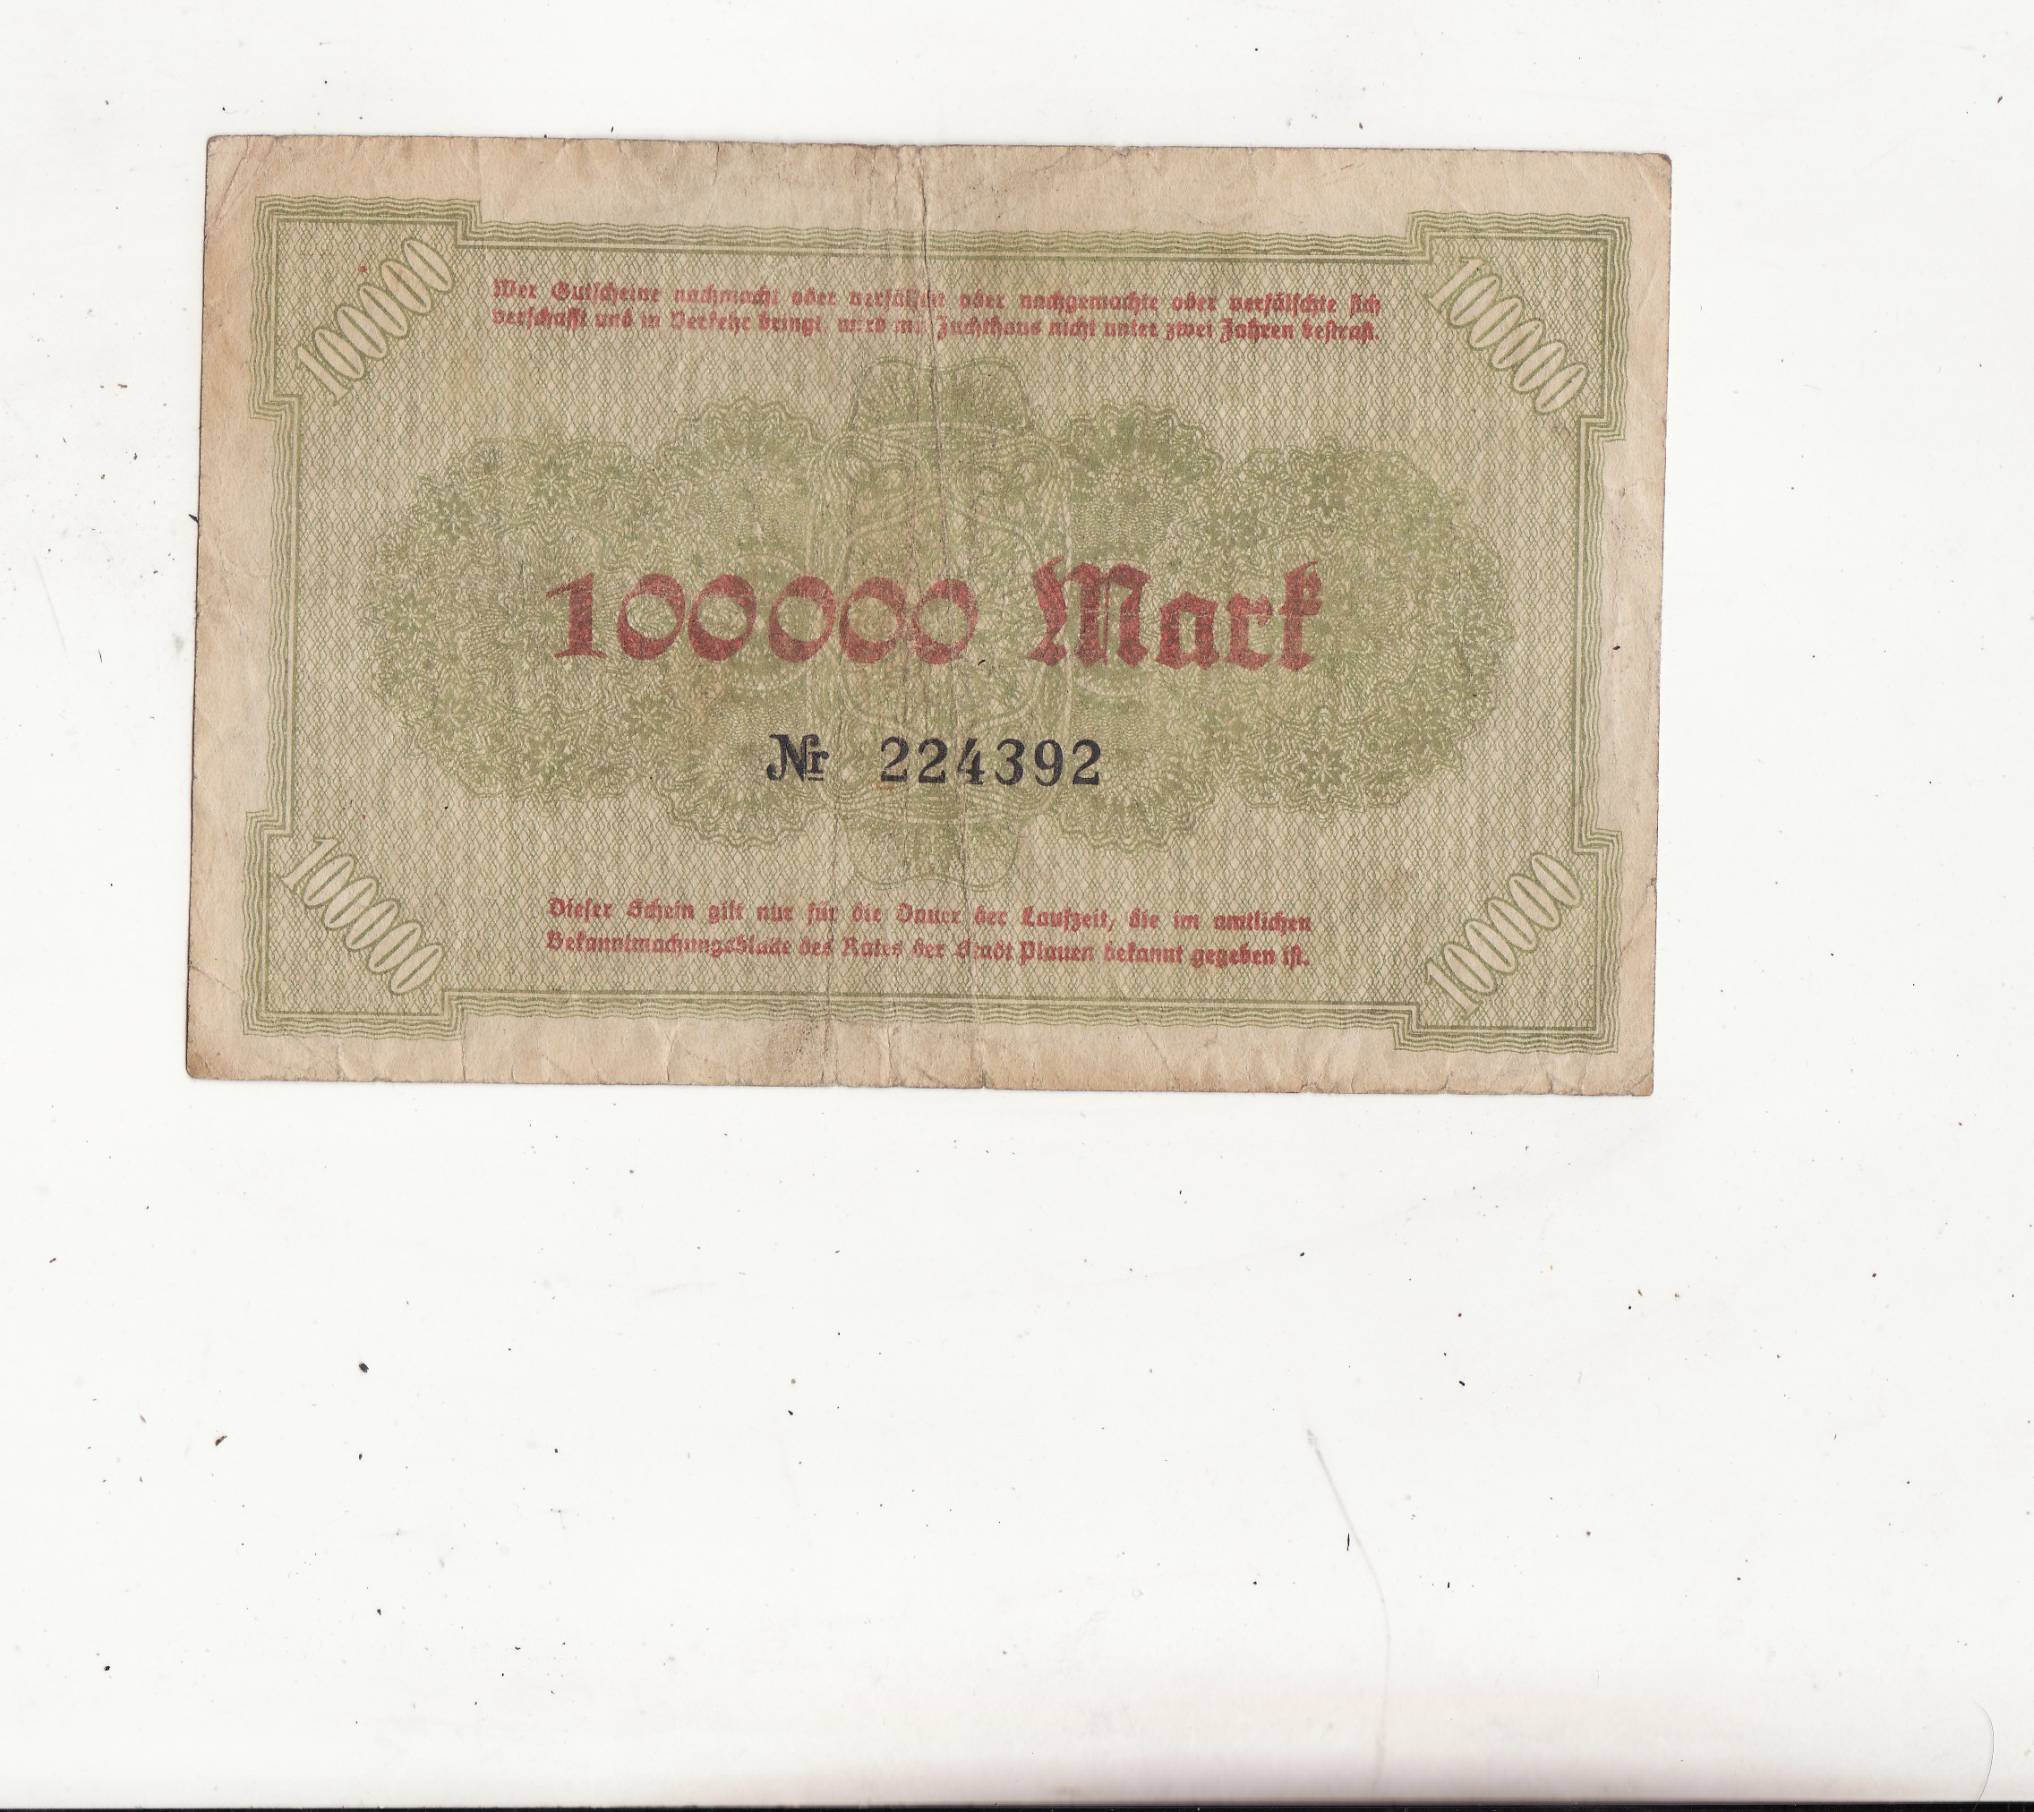 100000
100000
Wer Gutscheine nachmacht oder verfälscht oder nachgemachte oder verfälschte sich
verschafft und in Verkehr bringt, wird mit Zuchthaus nicht unter zwei Jahren bestraft.
100000 Mark
Nr 224392
100000
100000
Dieser Schein gilt nur für die Dauer der Laufzeit, die im amtlichen
Bekanntmachungsblatte des Rates der Stadt Plauen bekannt gegeben ist.